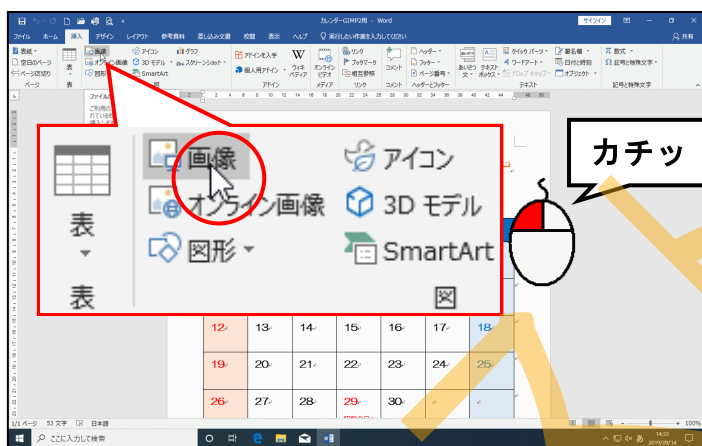 カレンダーGIMP2用 - Word
サインイン
ファイル ホーム 挿入 デザイン レイアウト 参考資料 差し込み文書 校閲 表示 ヘルプ 実行したい作業を入力してください 共有
表紙 画像 アイコン グラフ アドインを入手 リンク ヘッダー クイック パーツ 署名欄 数式
空白のページ オンライン画像 3D モデル スクリーンショット ブックマーク フッター ワードアート 日付と時刻 記号と特殊文字
ページ区切り 図形 SmartArt 個人用アドイン 相互参照 ページ番号 オブジェクト
表 ウィキペディア オンラインビデオ コメント あいさつ文 テキストボックス
ページ 表 図 アドイン メディア リンク コメント ヘッダーとフッター テキスト 記号と特殊文字
画像 アイコン
オンライン画像 3D モデル
図形 SmartArt
表
表
図
カチッ
12 13 14 15 16 17 18
19 20 21 22 23 24 25
26 27 28 29 30
1/1 ページ 53 文字 日本語 100%
ここに入力して検索
14:33
2019/09/14